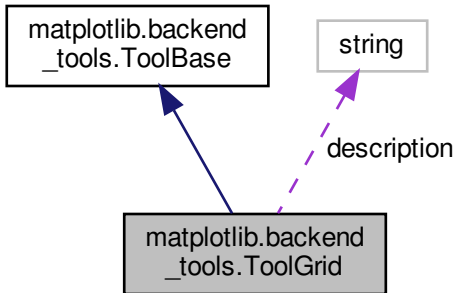 matplotlib.backend
_tools.ToolBase
string
description
matplotlib.backend
_tools.ToolGrid